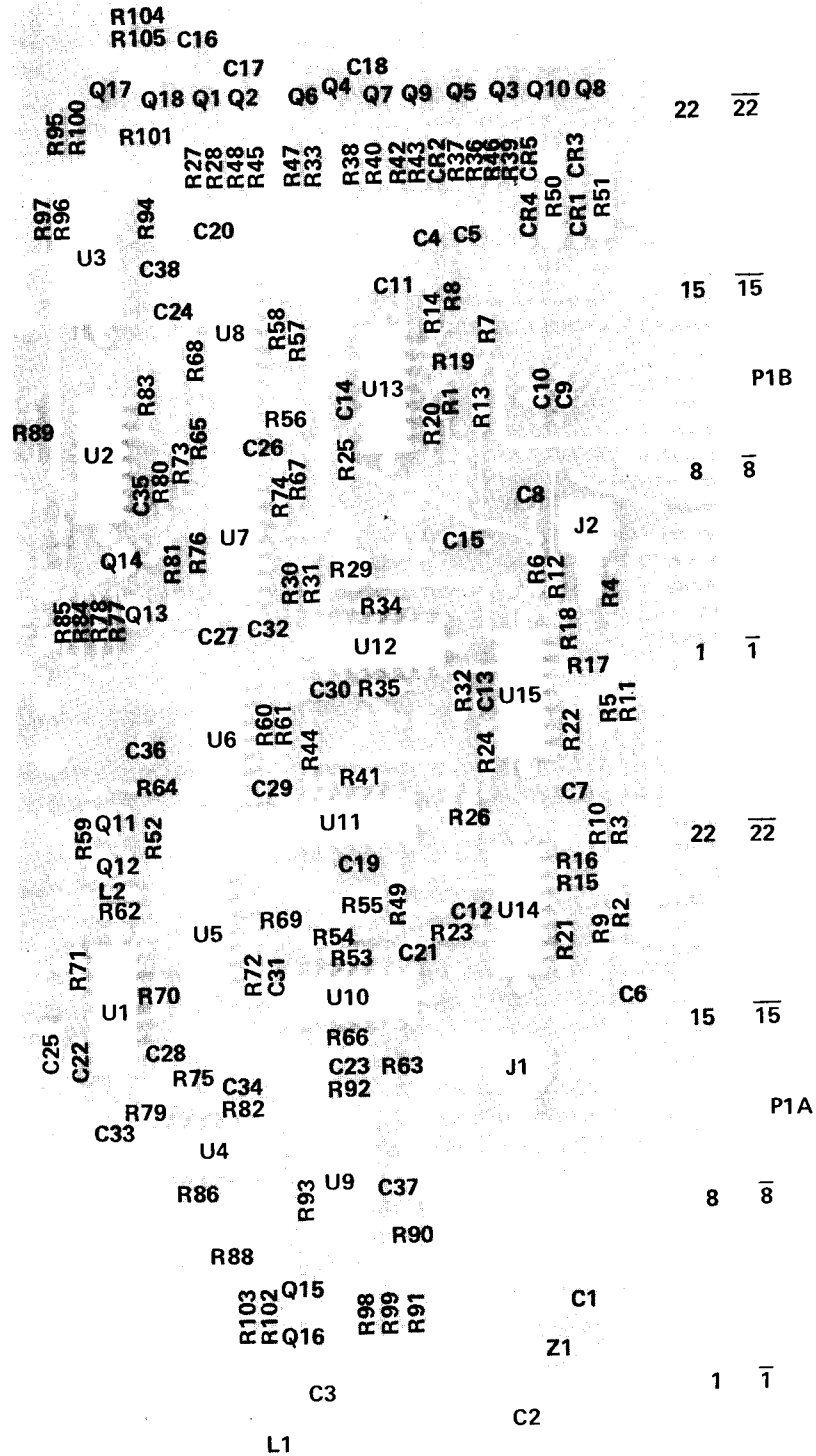 R104
R105 C16
C17 C18
Q17 Q18 Q1 Q2 Q6 Q4 Q7 Q9 Q5 Q3 Q10 Q8
22 2̅2̅
R95 R100 R101
R27 R28 R48 R45 R47 R33 R38 R40 R42 R43 CR2 R37 R36 R46 R39 CR5 CR3
R97 R96 R94 C20 C4 C5 CR4 R50 CR1 R51
U3 C38
C11 R14 R8 15 1̅5̅
C24 U8 R58 R57 R7
R68 R19
R83 C14 U13 R20 R1 R13 C10 C9 P1B
R89 R56
U2 R73 R65 C26 R25
C35 R80 R74 R67 C8 8 8̅
U7 C15 J2
Q14 R81 R76 R30 R31 R29 R6 R12 R4
R85 R84 R78 R77 Q13 R34
C27 C32 U12 R18 1 1̅
R17
C30 R35 R32 C13 U15 R5 R11
U6 R60 R61 R44 R24 R22
C36
R64 C29 R41 C7
Q11 R59 R52 U11 R26 R10 R3 22 2̅2̅
Q12 C19 R16
L2 R15
R62 R55 R49 C12 U14 R9 R2
U5 R69 R54 R23 R21
R53 C21
R71 R70 R72 C31 U10 C6
U1 15 1̅5̅
R66
C25 C22 C28 C23 R63 J1
R75 C34 R92
R79 R82 P1A
C33 U4
R86 R93 U9 C37 8 8̅
R90
R88
Q15 C1
R103 R102 Q16 R98 R99 R91
Z1
C3 1 1̅
C2
L1